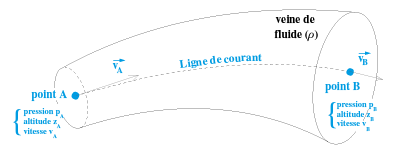 veine de
fluide (ρ)
v_A
Ligne de courant
v_B
point A
point B
pression p_A
altitude z_A
vitesse v_A
pression p_B
altitude z_B
vitesse v_B